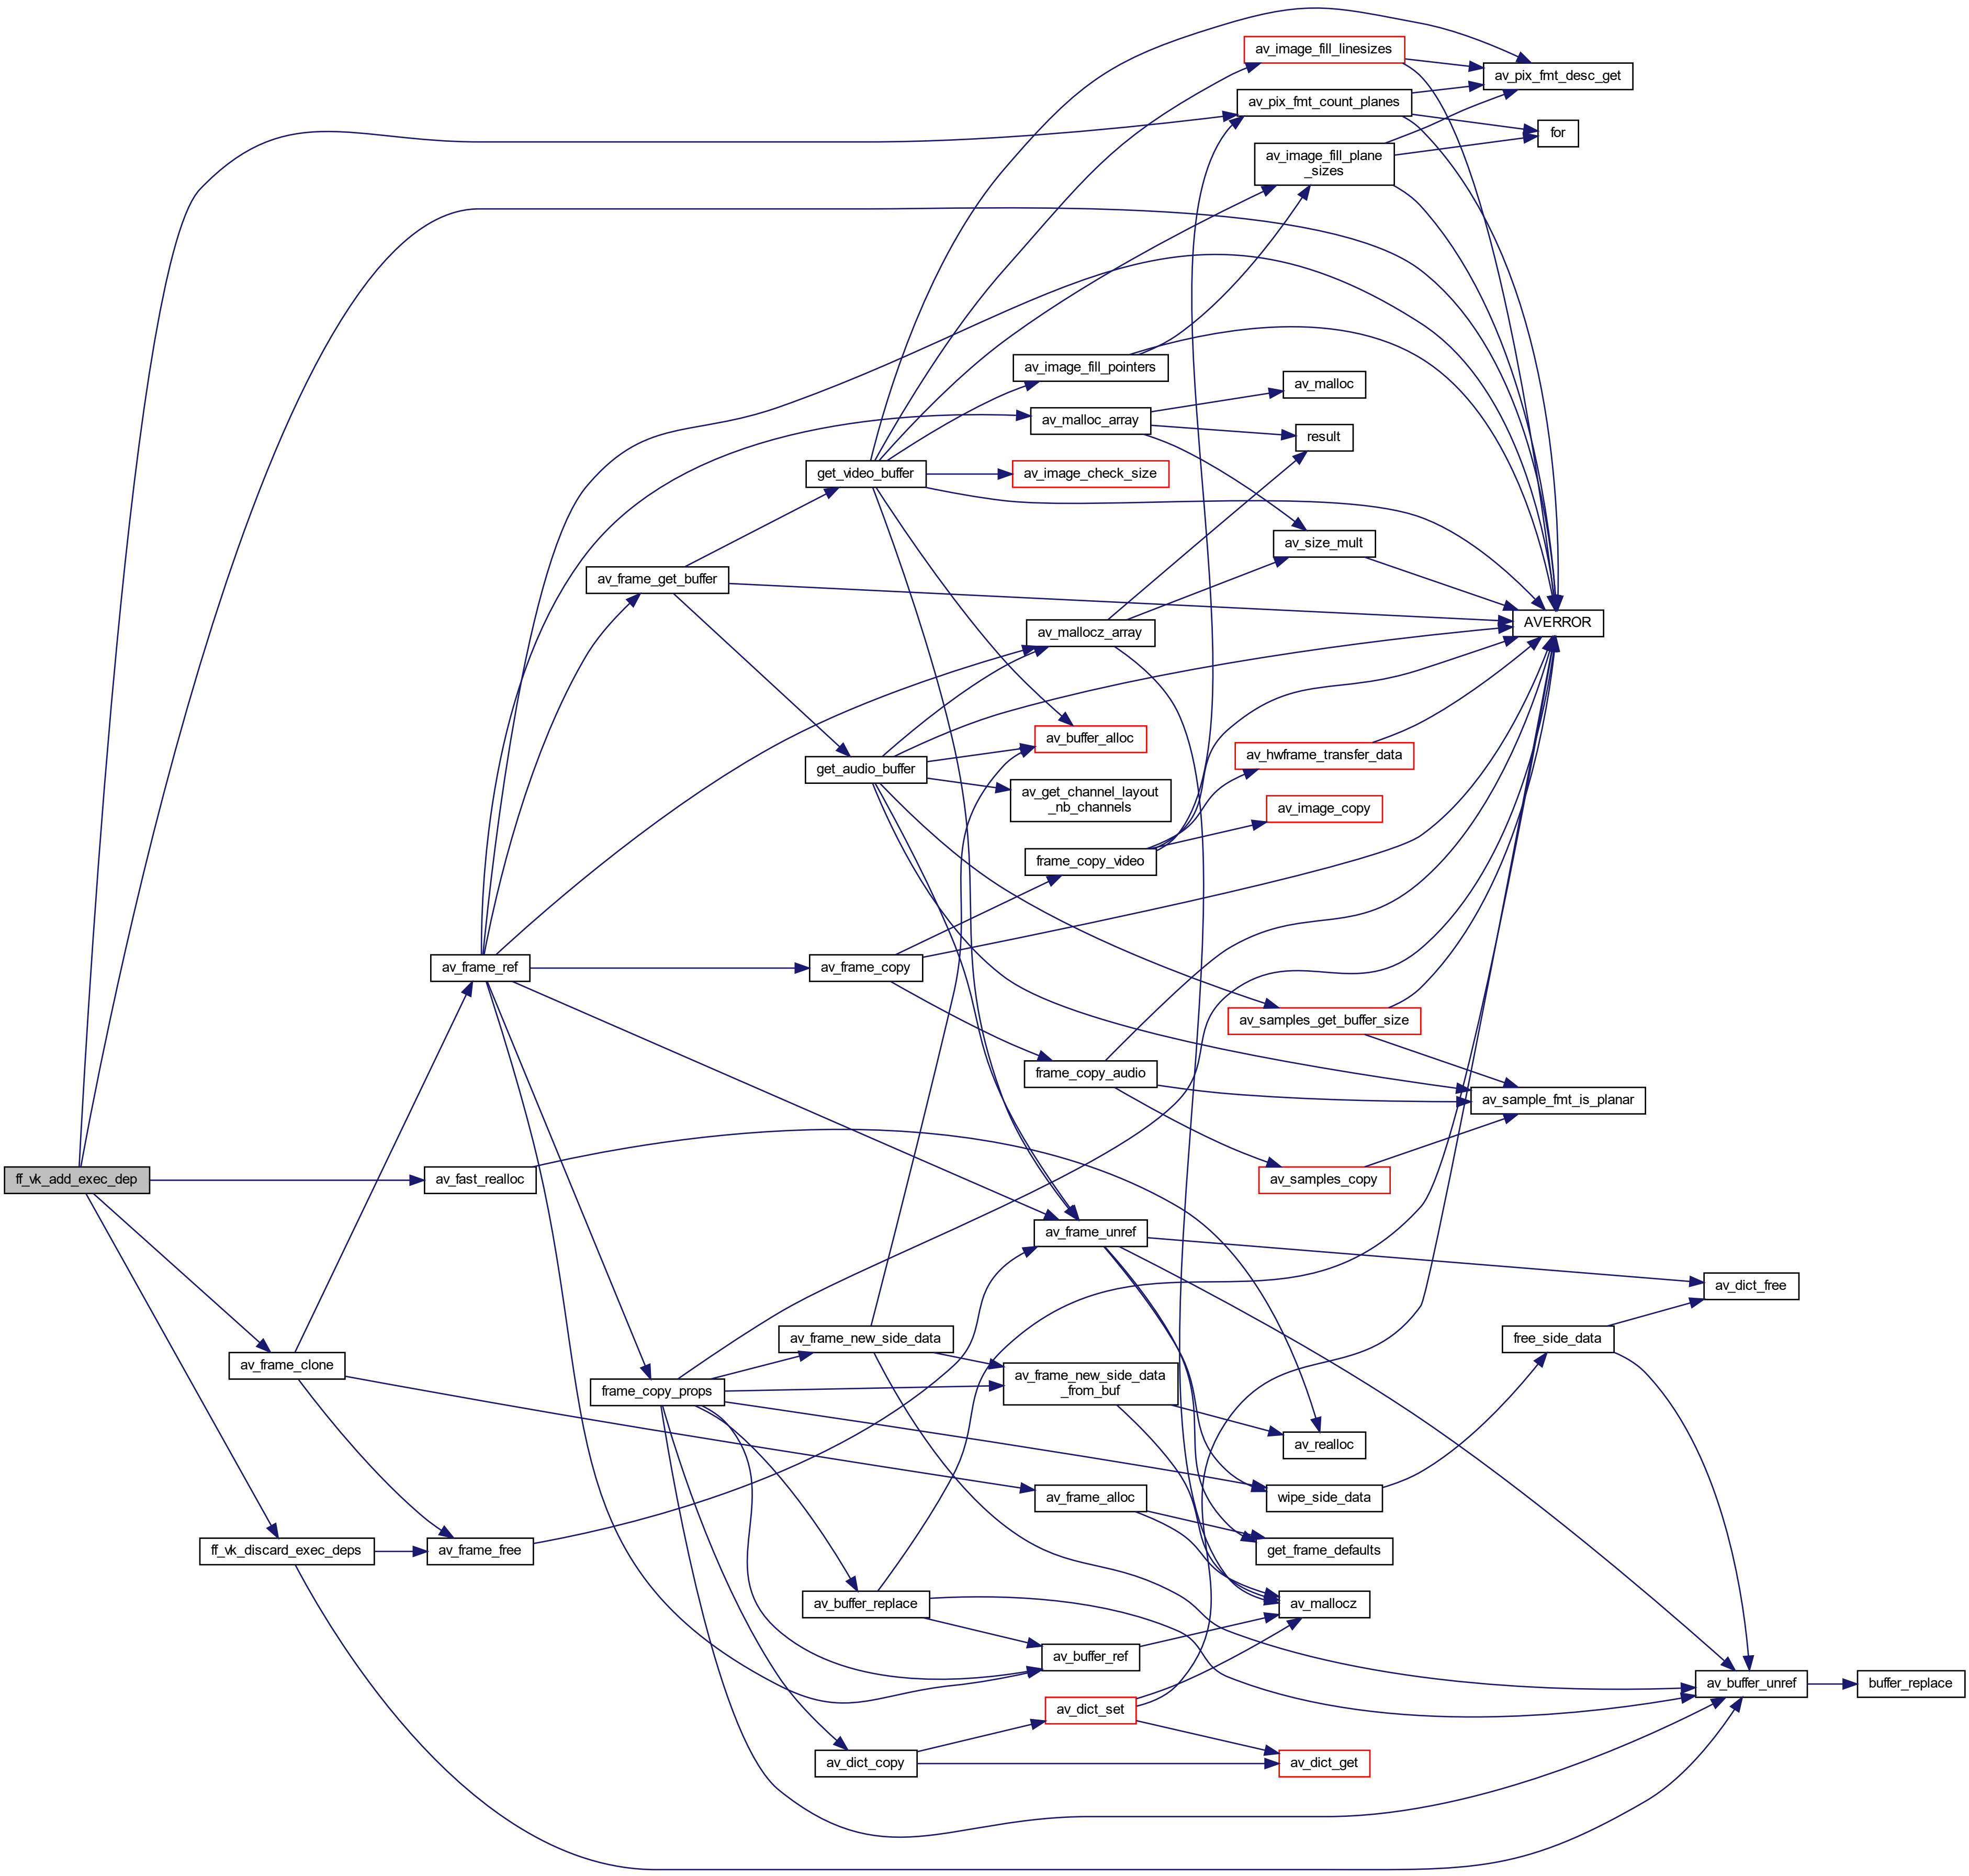 av_image_fill_linesizes
av_pix_fmt_desc_get
av_pix_fmt_count_planes
for
av_image_fill_plane
_sizes
av_image_fill_pointers
av_malloc
av_malloc_array
result
get_video_buffer
av_image_check_size
av_size_mult
av_frame_get_buffer
AVERROR
av_mallocz_array
av_buffer_alloc
av_hwframe_transfer_data
get_audio_buffer
av_get_channel_layout
_nb_channels
av_image_copy
frame_copy_video
av_frame_ref
av_frame_copy
av_samples_get_buffer_size
frame_copy_audio
av_sample_fmt_is_planar
ff_vk_add_exec_dep
av_fast_realloc
av_samples_copy
av_frame_unref
av_dict_free
av_frame_new_side_data
free_side_data
av_frame_clone
frame_copy_props
av_frame_new_side_data
_from_buf
av_realloc
av_frame_alloc
wipe_side_data
ff_vk_discard_exec_deps
av_frame_free
get_frame_defaults
av_buffer_replace
av_mallocz
av_buffer_ref
av_buffer_unref
buffer_replace
av_dict_set
av_dict_copy
av_dict_get